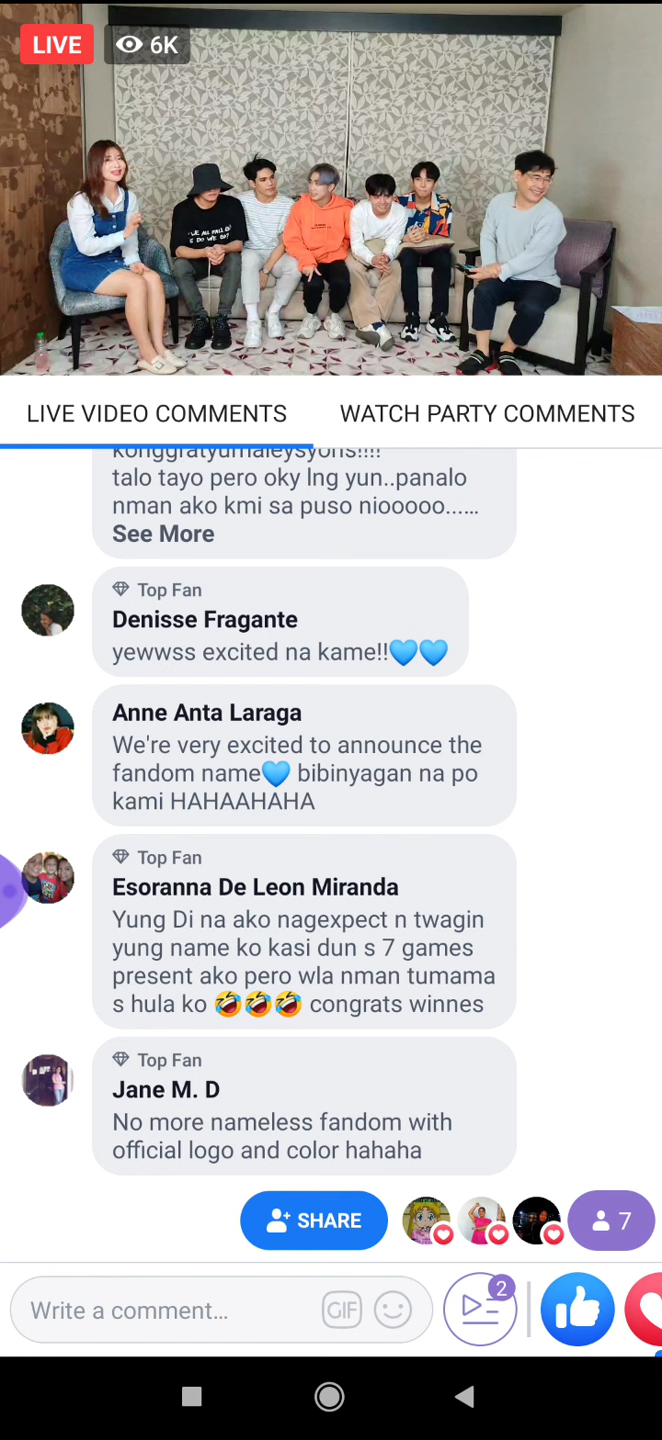 LIVE
6K
WE ALL FALL D
LIVE VIDEO COMMENTS
WATCH PARTY COMMENTS
konggratyumaleysyons!!!!
talo tayo pero oky lng yun..panalo
nman ako kmi sa puso niooooo......
See More
Top Fan
Denisse Fragante
yewwss excited na kame!!💙💙
Anne Anta Laraga
We're very excited to announce the
fandom name💙 bibinyagan na po
kami HAHAAHAHA
Top Fan
Esoranna De Leon Miranda
Yung Di na ako nagexpect n twagin
yung name ko kasi dun s 7 games
present ako pero wla nman tumama
s hula ko 🤣🤣🤣 congrats winnes
Top Fan
Jane M. D
No more nameless fandom with
official logo and color hahaha
SHARE
7
Write a comment...
GIF
2